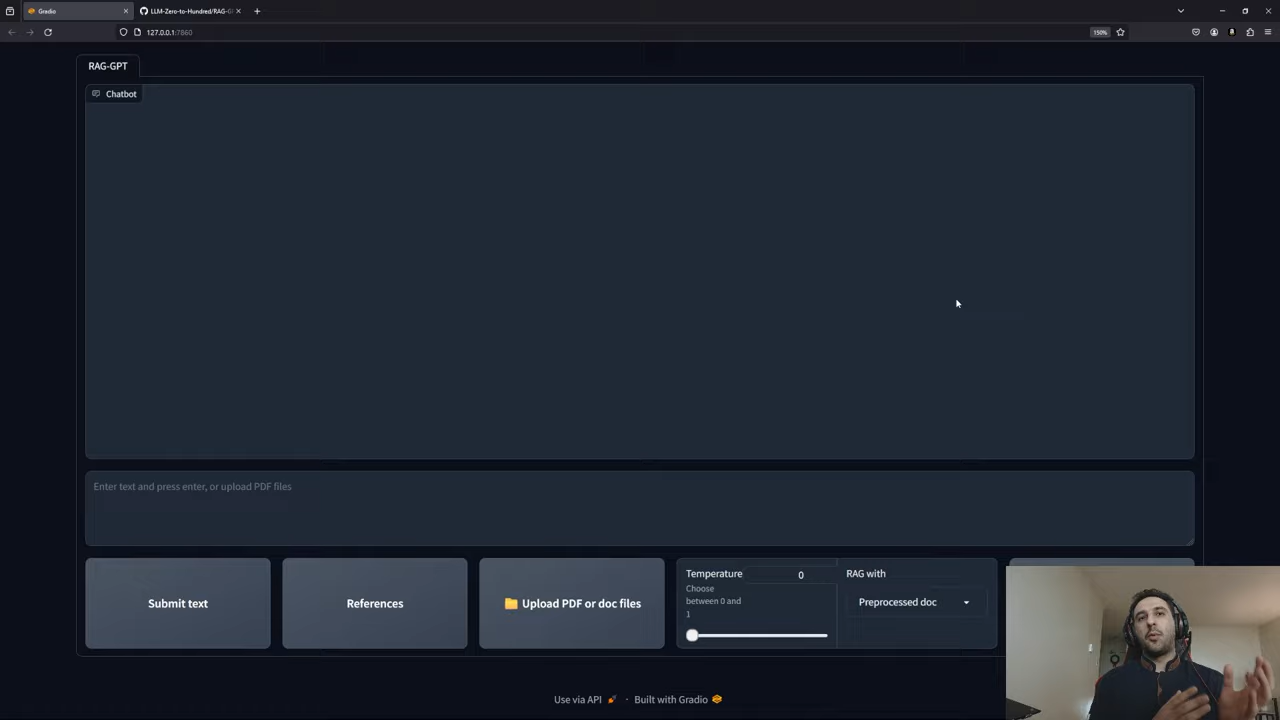 Gradio
LLM-Zero-to-Hundred/RAG-G
127.0.0.1:7860
150%
RAG-GPT
Chatbot
Enter text and press enter, or upload PDF files
Submit text
References
Upload PDF or doc files
Temperature
0
Choose
between 0 and
1
RAG with
Preprocessed doc
Use via API
·
Built with Gradio